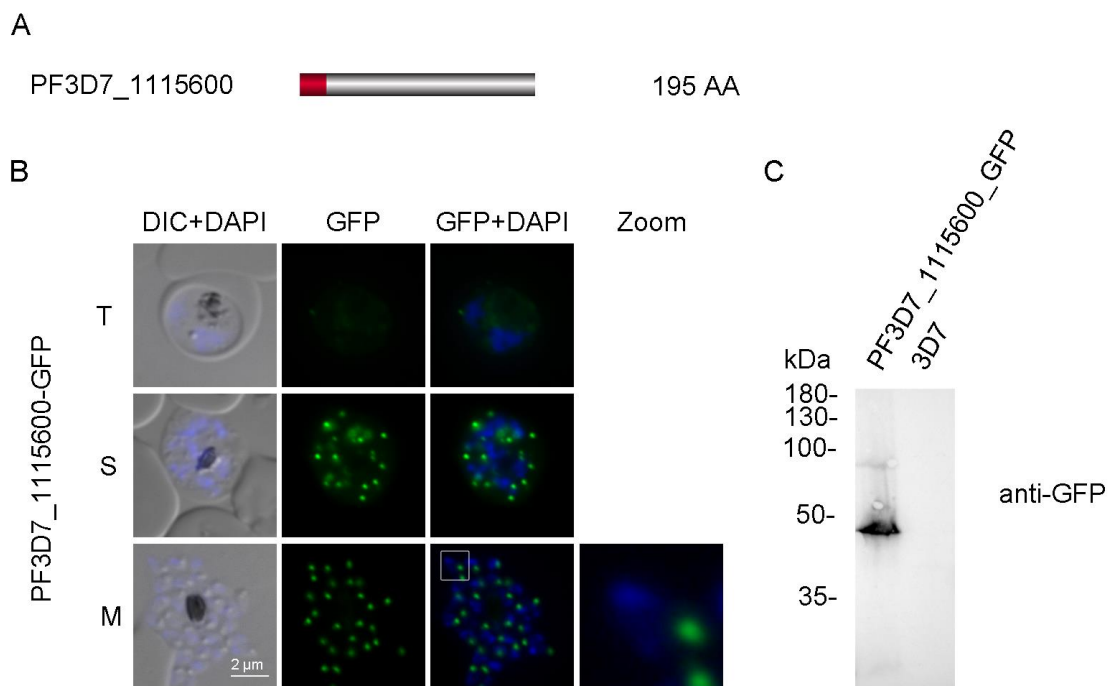 A
PF3D7_1115600
195 AA
B
DIC+DAPI
GFP
GFP+DAPI
Zoom
PF3D7_1115600-GFP
T
S
M
2 µm
C
PF3D7_1115600_GFP
3D7
kDa
180-
130-
100-
50-
35-
anti-GFP